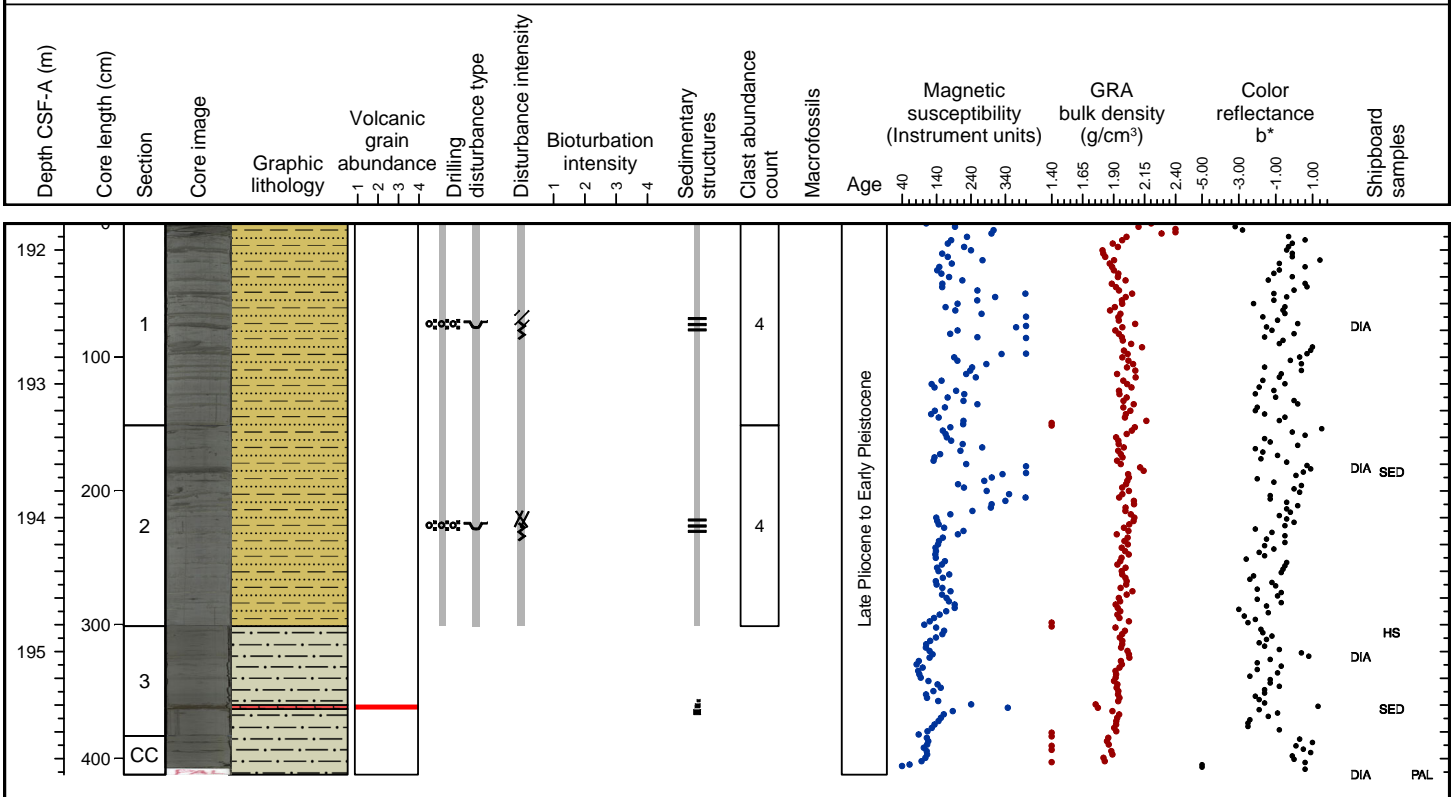 Depth CSF-A (m)
Core length (cm)
Section
Core image
Graphic
lithology
Volcanic
grain
abundance
1 2 3 4
Drilling
disturbance type
Disturbance intensity
Bioturbation
intensity
1 2 3 4
Sedimentary
structures
Clast abundance
count
Macrofossils
Age
Magnetic
susceptibility
(Instrument units)
40 140 240 340
GRA
bulk density
(g/cm³)
1.40 1.65 1.90 2.15 2.40
Color
reflectance
b*
-5.00 -3.00 -1.00 1.00
Shipboard
samples
192
193
194
195
0
100
200
300
400
1
2
3
CC
PAL
4
4
Late Pliocene to Early Pleistocene
DIA
DIA SED
HS
DIA
SED
DIA PAL